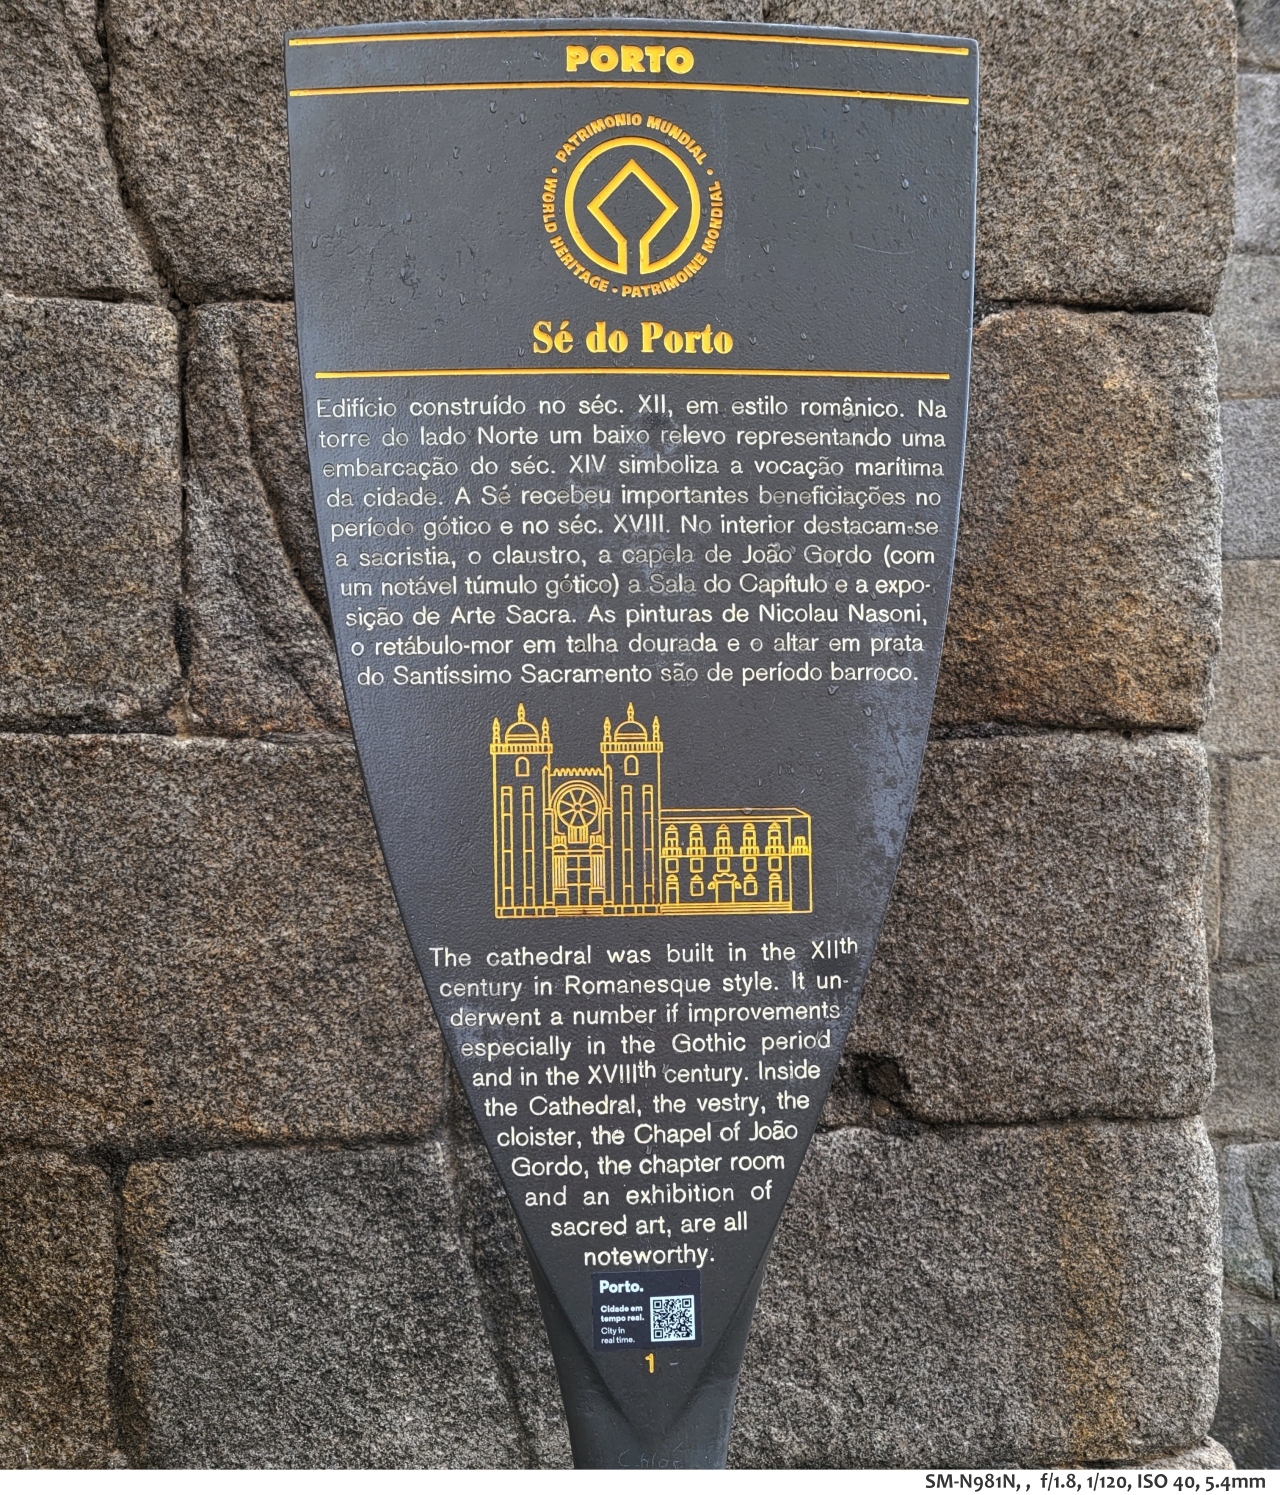 PORTO
PATRIMONIO MUNDIAL • WORLD HERITAGE • PATRIMOINE MONDIAL •
Sé do Porto
Edifício construído no séc. XII, em estilo românico. Na
torre do lado Norte um baixo relevo representando uma
embarcação do séc. XIV simboliza a vocação marítima
da cidade. A Sé recebeu importantes beneficiações no
período gótico e no séc. XVIII. No interior destacam-se
a sacristia, o claustro, a capela de João Gordo (com
um notável túmulo gótico) a Sala do Capítulo e a expo-
sição de Arte Sacra. As pinturas de Nicolau Nasoni,
o retábulo-mor em talha dourada e o altar em prata
do Santíssimo Sacramento são de período barroco.
The cathedral was built in the XIIth
century in Romanesque style. It un-
derwent a number if improvements
especially in the Gothic period
and in the XVIIIth century. Inside
the Cathedral, the vestry, the
cloister, the Chapel of João
Gordo, the chapter room
and an exhibition of
sacred art, are all
noteworthy.
Porto.
Cidade em
tempo real.
City in
real time.
1
SM-N981N, , f/1.8, 1/120, ISO 40, 5.4mm